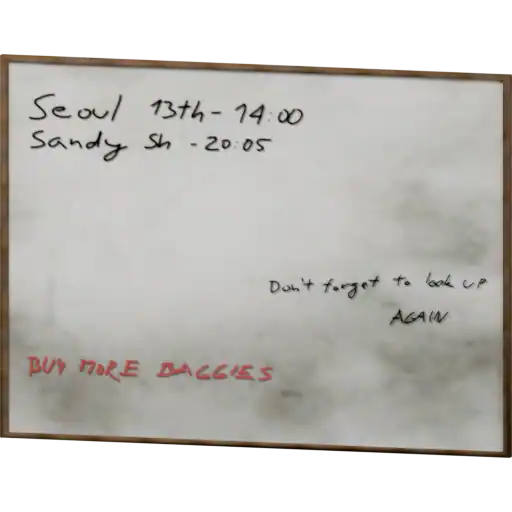 Seoul 13th - 14:00
Sandy Sh - 20:05
Don't forget to look up
AGAIN
BUY MORE BAGGIES